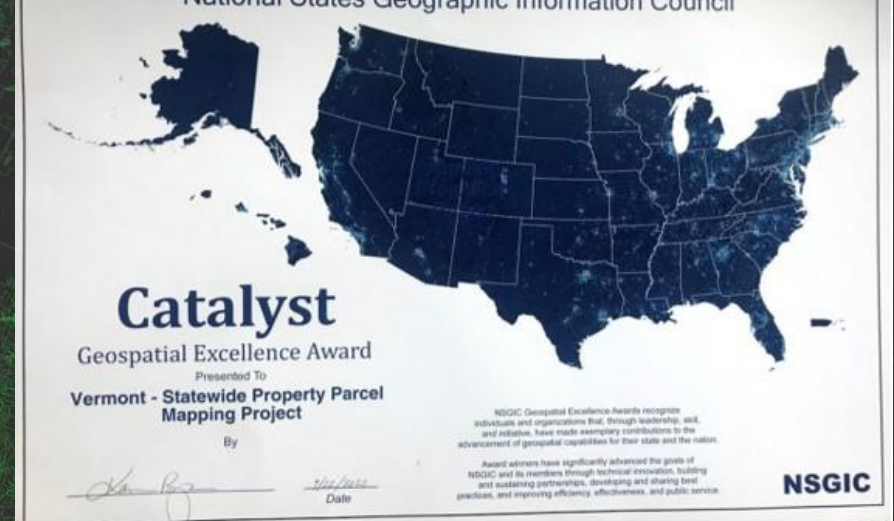 National States Geographic Information Council
Catalyst
Geospatial Excellence Award
Presented To
Vermont - Statewide Property Parcel
Mapping Project
By
Date
NSGIC Geospatial Excellence Awards recognize
individuals and organizations that, through leadership, skill,
and initiative, have made exemplary contributions to the
advancement of geospatial capabilities for their state and the nation.
Award winners have significantly advanced the goals of
NSGIC and its members through technical innovation, building
and sustaining partnerships, developing and sharing best
practices, and improving efficiency, effectiveness, and public service.
NSGIC